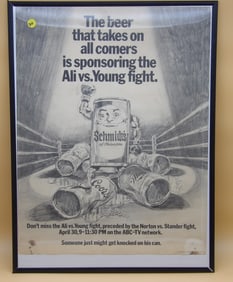 The beer
that takes on
all comers
is sponsoring the
Ali vs. Young fight.
Schmidt's
of Philadelphia
Coors
Don't miss the Ali vs. Young fight, preceded by the Norton vs. Stander fight,
April 30, 9-11:30 PM on the ABC-TV network.
Someone just might get knocked on his can.